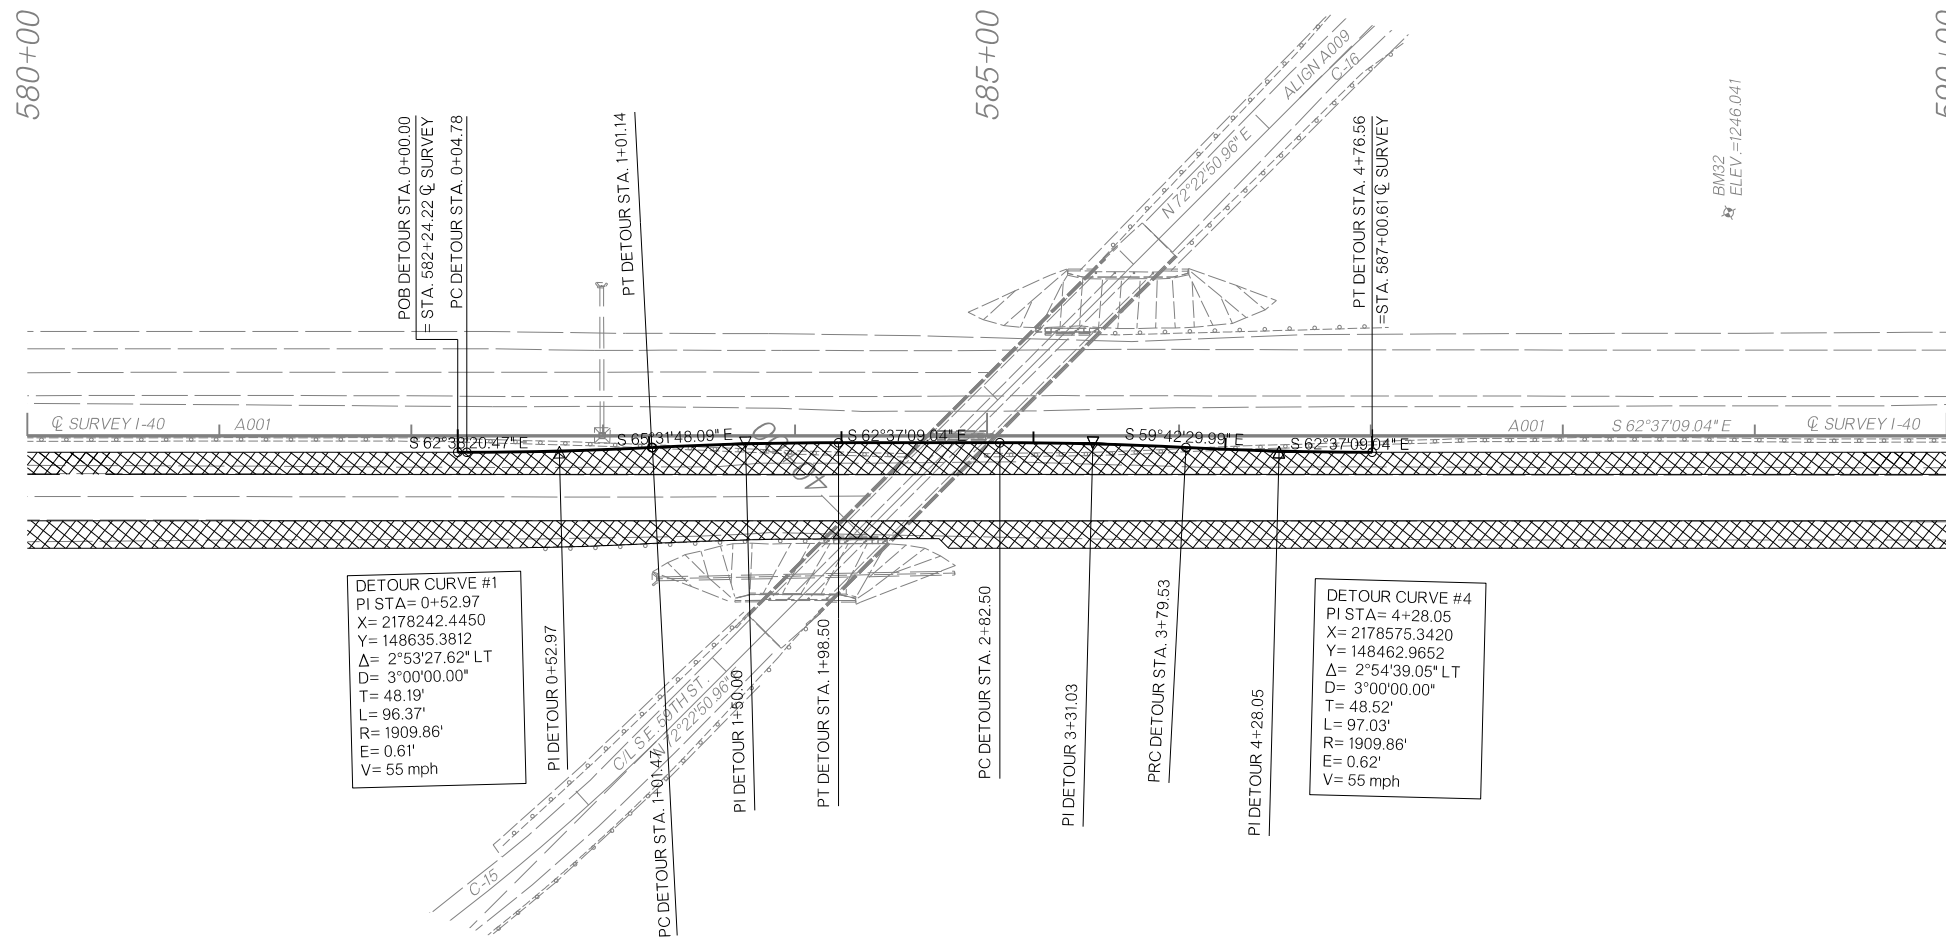 580+00
585+00
POB DETOUR STA. 0+00.00
= STA. 582+24.22 ℄ SURVEY
PC DETOUR STA. 0+04.78
PT DETOUR STA. 1+01.14
PT DETOUR STA. 4+76.56
=STA. 587+00.61 ℄ SURVEY
ALIGN A009
C-16
N 72°22'50.96" E
BM32
ELEV.=1246.041
℄ SURVEY I-40
A001
S 62°38'20.47" E
S 65°31'48.09" E
S 62°37'09.04" E
S 59°42'29.99" E
S 62°37'09.04" E
A001
S 62°37'09.04" E
℄ SURVEY I-40
DETOUR CURVE #1
PI STA= 0+52.97
X= 2178242.4450
Y= 148635.3812
Δ= 2°53'27.62" LT
D= 3°00'00.00"
T= 48.19'
L= 96.37'
R= 1909.86'
E= 0.61'
V= 55 mph
PI DETOUR 0+52.97
C/L S.E. 59TH ST.
N 72°22'50.96"
C-15
PC DETOUR STA. 1+01.47
PI DETOUR 1+50.00
PT DETOUR STA. 1+98.50
PC DETOUR STA. 2+82.50
PI DETOUR 3+31.03
PRC DETOUR STA. 3+79.53
PI DETOUR 4+28.05
DETOUR CURVE #4
PI STA= 4+28.05
X= 2178575.3420
Y= 148462.9652
Δ= 2°54'39.05" LT
D= 3°00'00.00"
T= 48.52'
L= 97.03'
R= 1909.86'
E= 0.62'
V= 55 mph